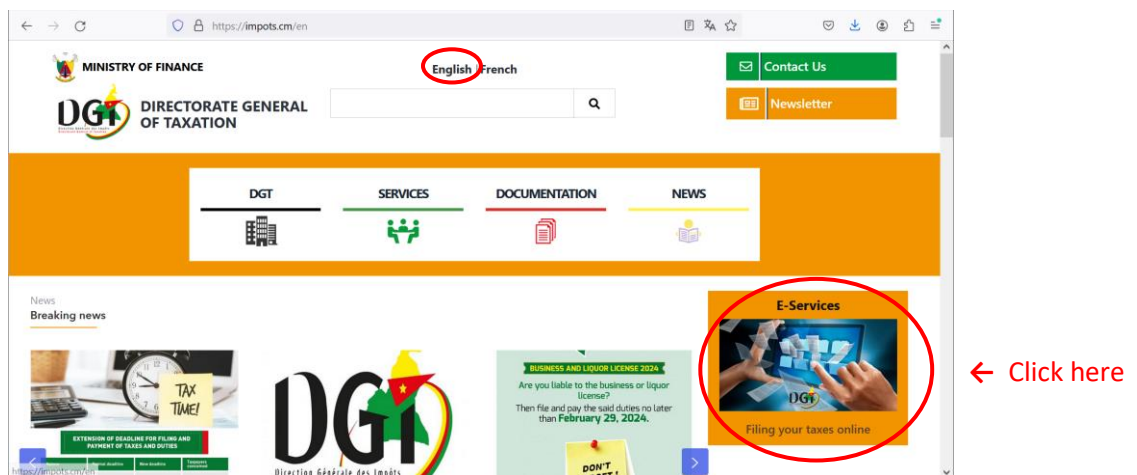 https://impots.cm/en
MINISTRY OF FINANCE
English | French
Contact Us
DGI
DIRECTORATE GENERAL
OF TAXATION
Newsletter
DGT
SERVICES
DOCUMENTATION
NEWS
News
Breaking news
E-Services
TAX
TIME!
EXTENSION OF DEADLINE FOR FILING AND
PAYMENT OF TAXES AND DUTIES
New deadline
DGI
Direction Générale des Impôts
BUSINESS AND LIQUOR LICENSE 2024
Are you liable to the business or liquor
license?
Then file and pay the said duties no later
than February 29, 2024.
DON'T
DGI
Filing your taxes online
← Click here
https://impots.cm/en